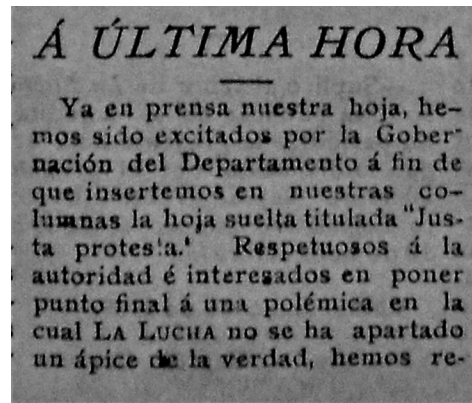 Á ÚLTIMA HORA
Ya en prensa nuestra hoja, he-
mos sido excitados por la Gober-
nación del Departamento á fin de
que insertemos en nuestras co-
lumnas la hoja suelta titulada "Jus-
ta protesta.' Respetuosos á la
autoridad é interesados en poner
punto final á una polémica en la
cual LA LUCHA no se ha apartado
un ápice de la verdad, hemos re-